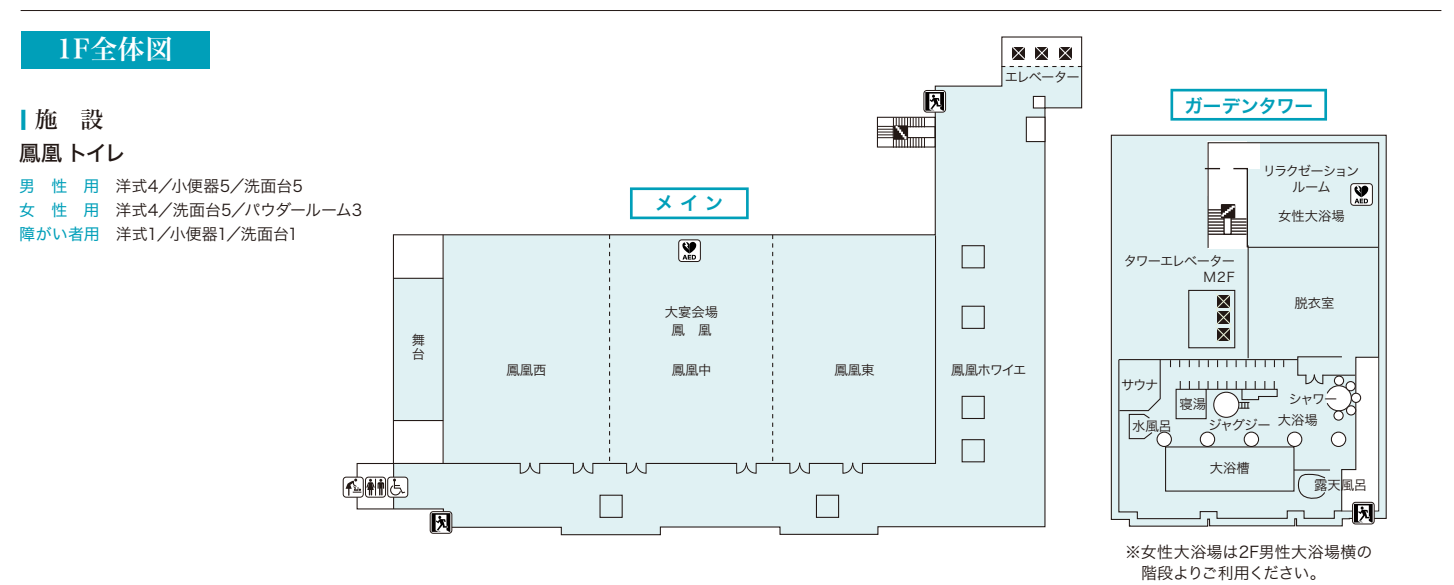 1F全体図
施 設
鳳凰 トイレ
男 性 用 洋式4／小便器5／洗面台5
女 性 用 洋式4／洗面台5／パウダールーム3
障がい者用 洋式1／小便器1／洗面台1
メイン
エレベーター
AED
大宴会場
鳳 凰
舞台
鳳凰西
鳳凰中
鳳凰東
鳳凰ホワイエ
ガーデンタワー
リラクゼーション
ルーム
AED
女性大浴場
タワーエレベーター
M2F
脱衣室
サウナ
寝湯
シャワー
水風呂
ジャグジー
大浴場
大浴槽
露天風呂
※女性大浴場は2F男性大浴場横の
階段よりご利用ください。